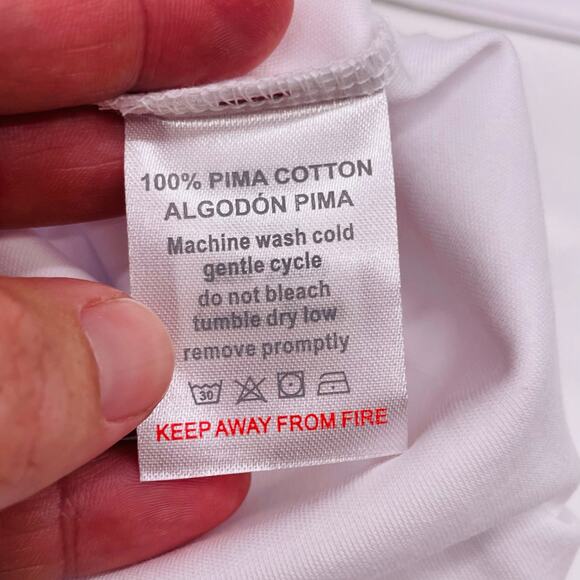 100% PIMA COTTON
ALGODÓN PIMA
Machine wash cold
gentle cycle
do not bleach
tumble dry low
remove promptly
30
KEEP AWAY FROM FIRE